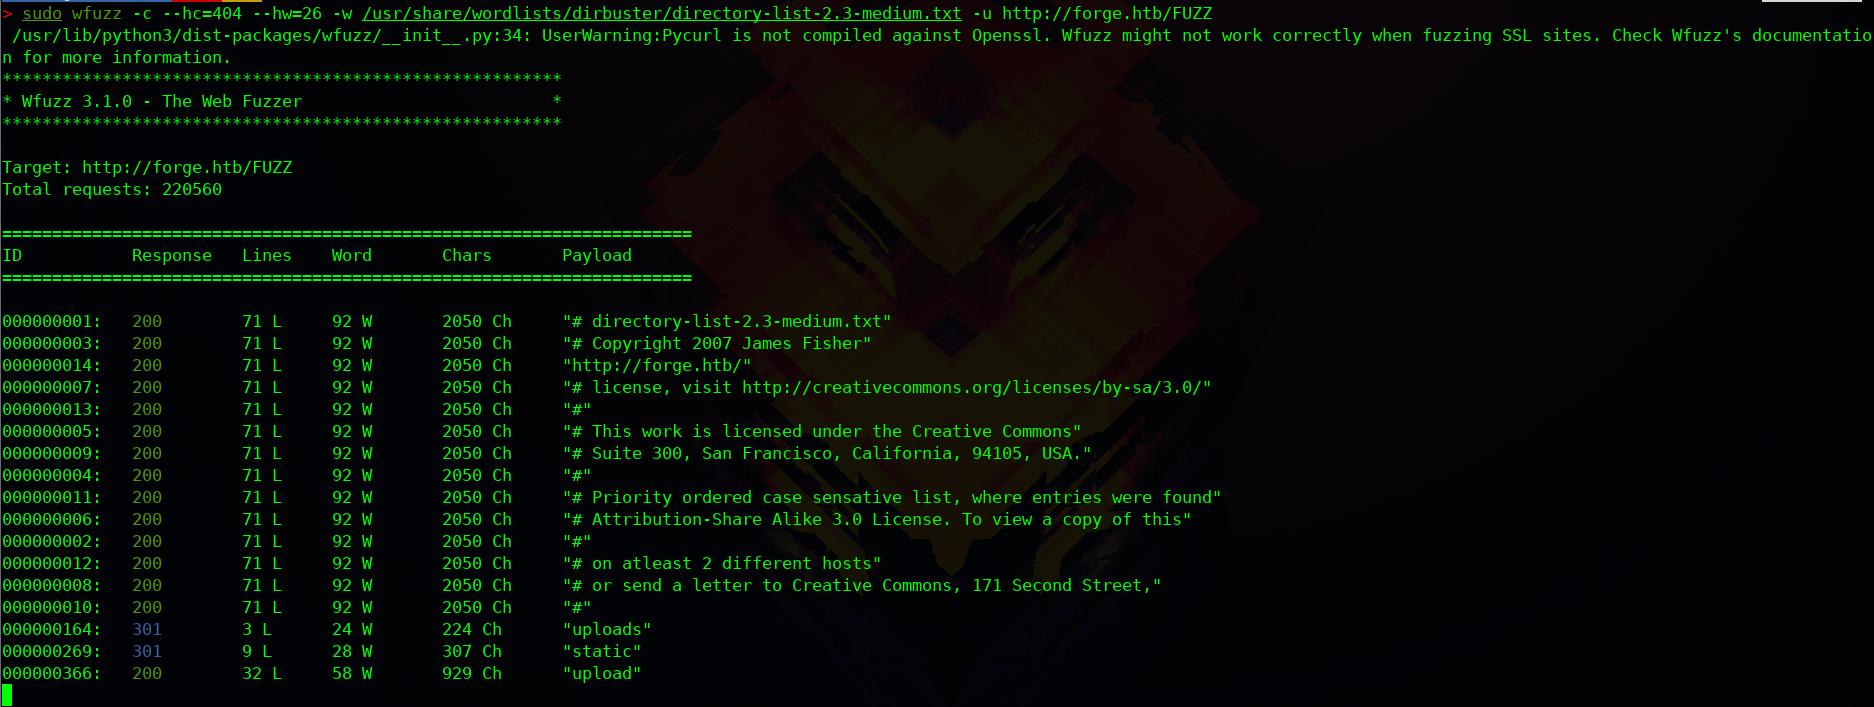 > sudo wfuzz -c --hc=404 --hw=26 -w /usr/share/wordlists/dirbuster/directory-list-2.3-medium.txt -u http://forge.htb/FUZZ
 /usr/lib/python3/dist-packages/wfuzz/__init__.py:34: UserWarning:Pycurl is not compiled against Openssl. Wfuzz might not work correctly when fuzzing SSL sites. Check Wfuzz's documentatio
n for more information.
********************************************************
* Wfuzz 3.1.0 - The Web Fuzzer                         *
********************************************************
Target: http://forge.htb/FUZZ
Total requests: 220560
=====================================================================
ID           Response   Lines    Word       Chars       Payload
=====================================================================
000000001:   200        71 L     92 W       2050 Ch     "# directory-list-2.3-medium.txt"
000000003:   200        71 L     92 W       2050 Ch     "# Copyright 2007 James Fisher"
000000014:   200        71 L     92 W       2050 Ch     "http://forge.htb/"
000000007:   200        71 L     92 W       2050 Ch     "# license, visit http://creativecommons.org/licenses/by-sa/3.0/"
000000013:   200        71 L     92 W       2050 Ch     "#"
000000005:   200        71 L     92 W       2050 Ch     "# This work is licensed under the Creative Commons"
000000009:   200        71 L     92 W       2050 Ch     "# Suite 300, San Francisco, California, 94105, USA."
000000004:   200        71 L     92 W       2050 Ch     "#"
000000011:   200        71 L     92 W       2050 Ch     "# Priority ordered case sensative list, where entries were found"
000000006:   200        71 L     92 W       2050 Ch     "# Attribution-Share Alike 3.0 License. To view a copy of this"
000000002:   200        71 L     92 W       2050 Ch     "#"
000000012:   200        71 L     92 W       2050 Ch     "# on atleast 2 different hosts"
000000008:   200        71 L     92 W       2050 Ch     "# or send a letter to Creative Commons, 171 Second Street,"
000000010:   200        71 L     92 W       2050 Ch     "#"
000000164:   301        3 L      24 W       224 Ch      "uploads"
000000269:   301        9 L      28 W       307 Ch      "static"
000000366:   200        32 L     58 W       929 Ch      "upload"